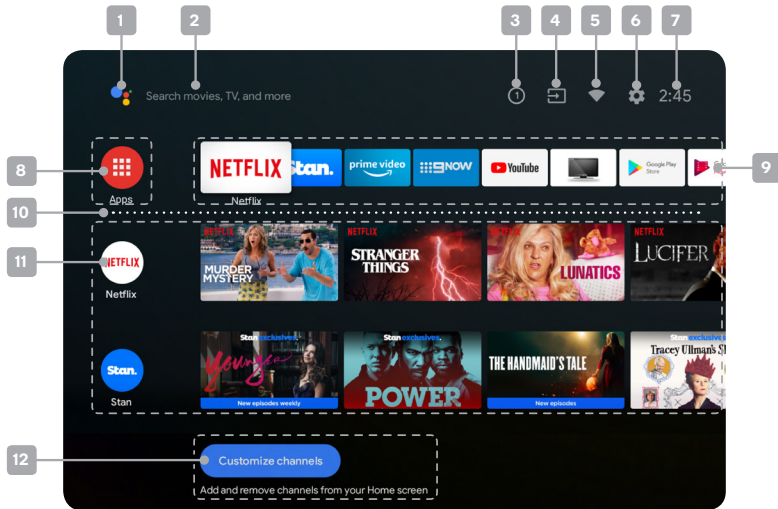 1 2 3 4 5 6 7
Search movies, TV, and more 1 2:45
8 NETFLIX Stan. prime video 9NOW YouTube Google Play Store 9
Apps Netflix
10
11 NETFLIX NETFLIX MURDER MYSTERY NETFLIX STRANGER THINGS NETFLIX LUNATICS NETFLIX LUCIFER
Netflix
Stan. Stan exclusives. Younger New episodes weekly Stan exclusives. POWER THE HANDMAID'S TALE New episodes Stan exclusive Tracey Ullman's
Stan
12 Customize channels
Add and remove channels from your Home screen